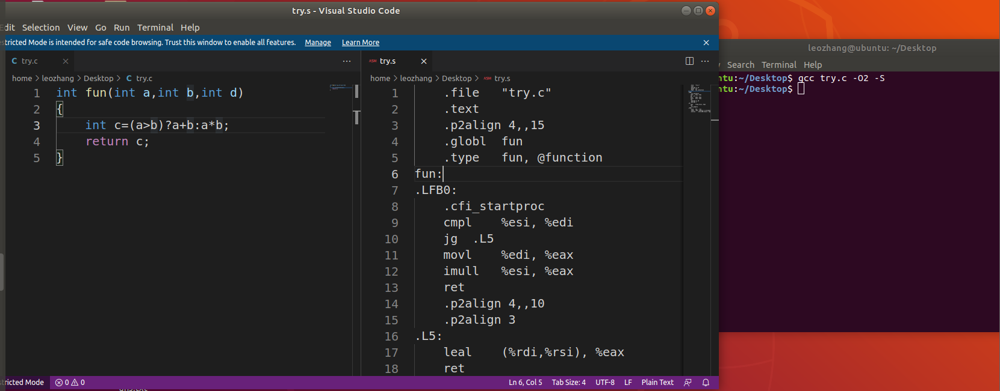 try.s - Visual Studio Code
Edit Selection View Go Run Terminal Help
stricted Mode is intended for safe code browsing. Trust this window to enable all features. Manage Learn More
C try.c
home > leozhang > Desktop > C try.c
1 int fun(int a,int b,int d)
2 {
3 int c=(a>b)?a+b:a*b;
4 return c;
5 }
ASM try.s
home > leozhang > Desktop > ASM try.s
1 .file "try.c"
2 .text
3 .p2align 4,,15
4 .globl fun
5 .type fun, @function
6 fun:
7 .LFB0:
8 .cfi_startproc
9 cmpl %esi, %edi
10 jg .L5
11 movl %edi, %eax
12 imull %esi, %eax
13 ret
14 .p2align 4,,10
15 .p2align 3
16 .L5:
17 leal (%rdi,%rsi), %eax
18 ret
stricted Mode 0 0 Ln 6, Col 5 Tab Size: 4 UTF-8 LF Plain Text
leozhang@ubuntu: ~/Desktop
Search Terminal Help
ntu:~/Desktop$ gcc try.c -O2 -S
ntu:~/Desktop$